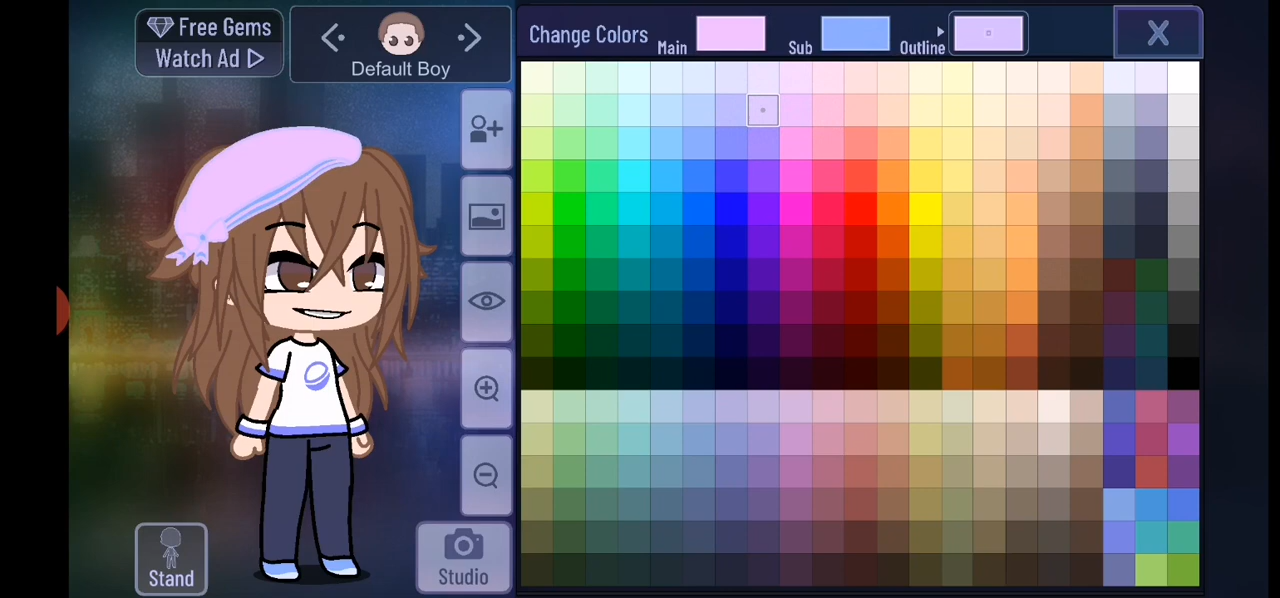 Free Gems
Watch Ad
Default Boy
Change Colors
Main
Sub
Outline
X
Stand
Studio